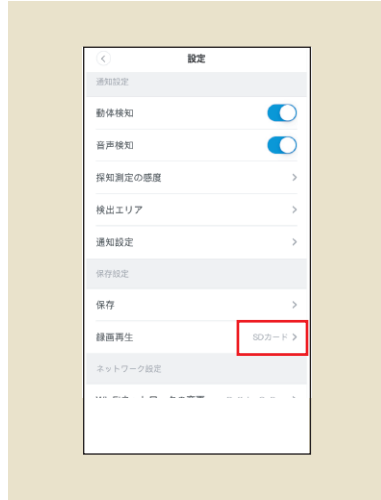 設定
通知設定
動体検知
音声検知
探知測定の感度
検出エリア
通知設定
保存設定
保存
録画再生 SDカード
ネットワーク設定